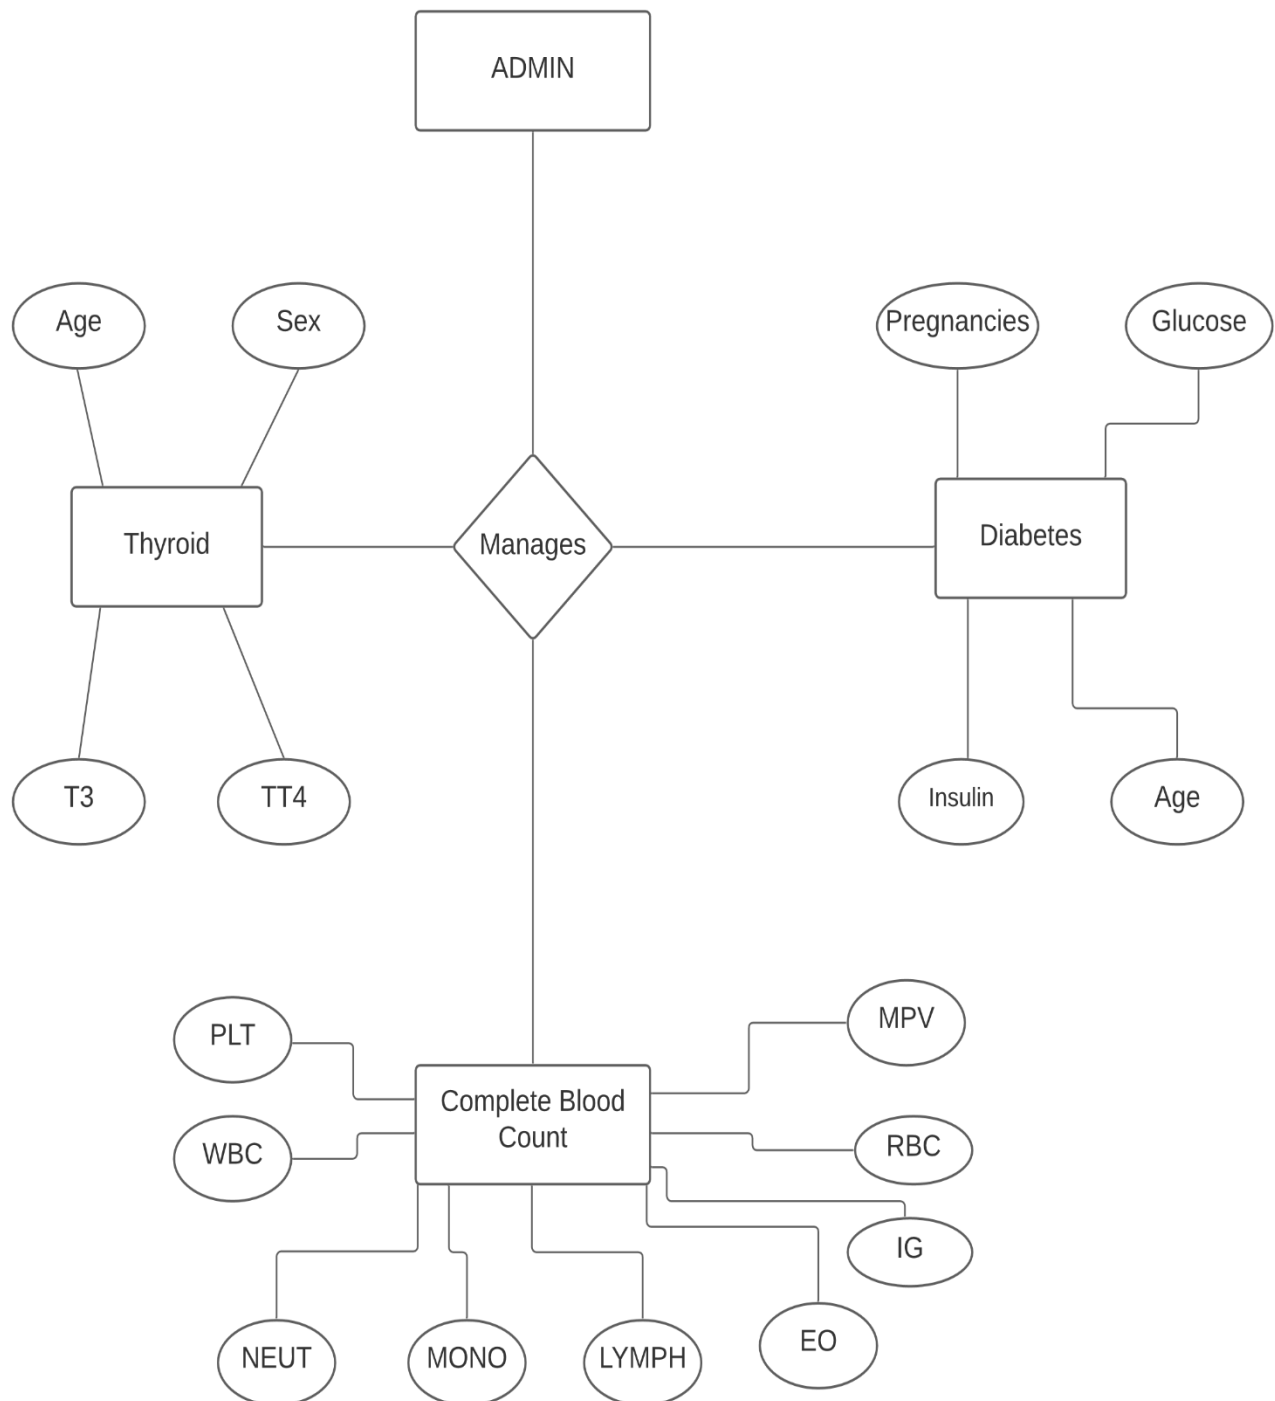 ADMIN
Age
Sex
Pregnancies
Glucose
Thyroid
Manages
Diabetes
T3
TT4
Insulin
Age
PLT
MPV
Complete Blood
Count
WBC
RBC
IG
NEUT
MONO
LYMPH
EO